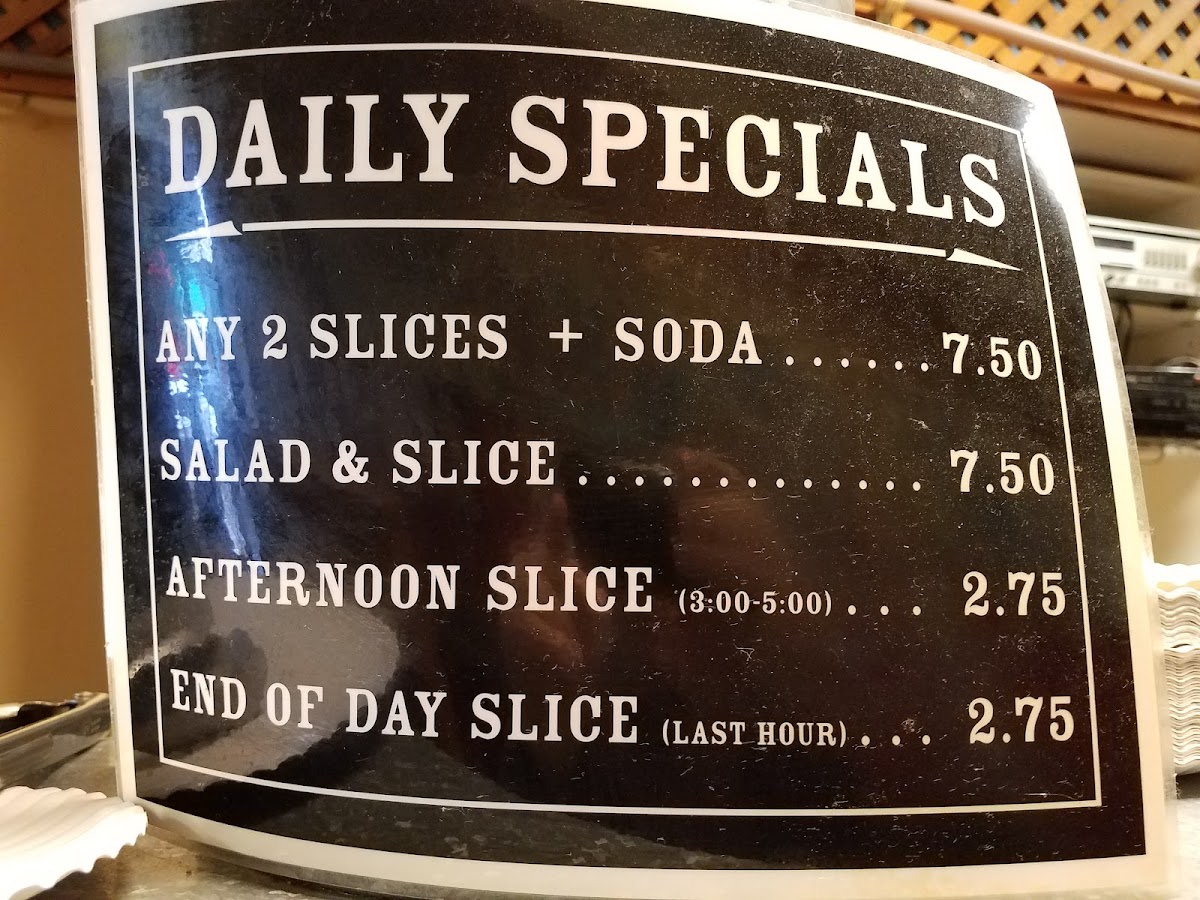 DAILY SPECIALS
ANY 2 SLICES + SODA ...... 7.50
SALAD & SLICE ............. 7.50
AFTERNOON SLICE (3:00-5:00) ... 2.75
END OF DAY SLICE (LAST HOUR) ... 2.75